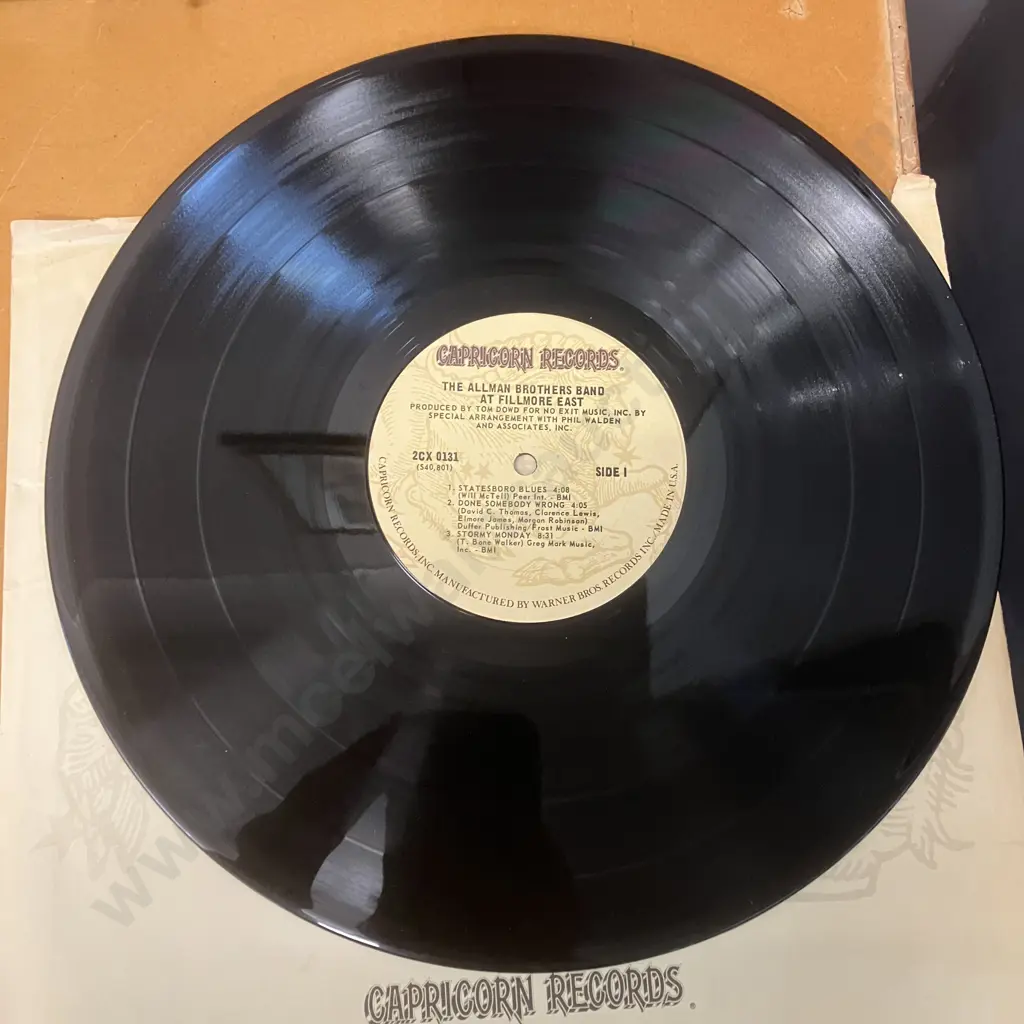 CAPRICORN RECORDS.
THE ALLMAN BROTHERS BAND
AT FILLMORE EAST
PRODUCED BY TOM DOWD FOR NO EXIT MUSIC, INC. BY
SPECIAL ARRANGEMENT WITH PHIL WALDEN
AND ASSOCIATES, INC.
2CX 0131
(S40,801)
SIDE 1
1. STATESBORO BLUES 4:08
(Will McTell) Peer Int. - BMI
2. DONE SOMEBODY WRONG 4:05
(David C. Thomas, Clarence Lewis,
Elmore James, Morgan Robinson)
Duffer Publishing/Frost Music - BMI
3. STORMY MONDAY 8:31
(T. Bone Walker) Greg Mark Music,
Inc. - BMI
CAPRICORN RECORDS, INC. MANUFACTURED BY WARNER BROS. RECORDS INC., MADE IN U.S.A.
CAPRICORN RECORDS.